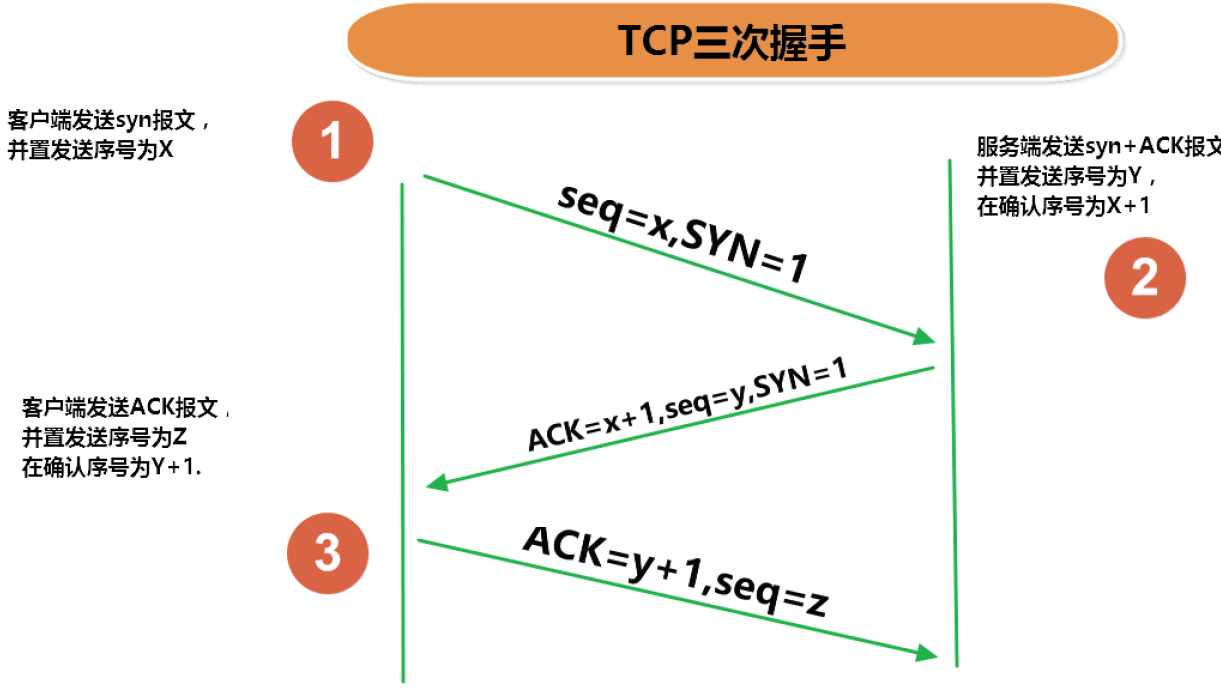 TCP三次握手
客户端发送syn报文，
并置发送序号为X
1
服务端发送syn+ACK报文
并置发送序号为Y，
在确认序号为X+1
2
seq=x,SYN=1
ACK=x+1,seq=y,SYN=1
客户端发送ACK报文，
并置发送序号为Z
在确认序号为Y+1.
3
ACK=y+1,seq=z